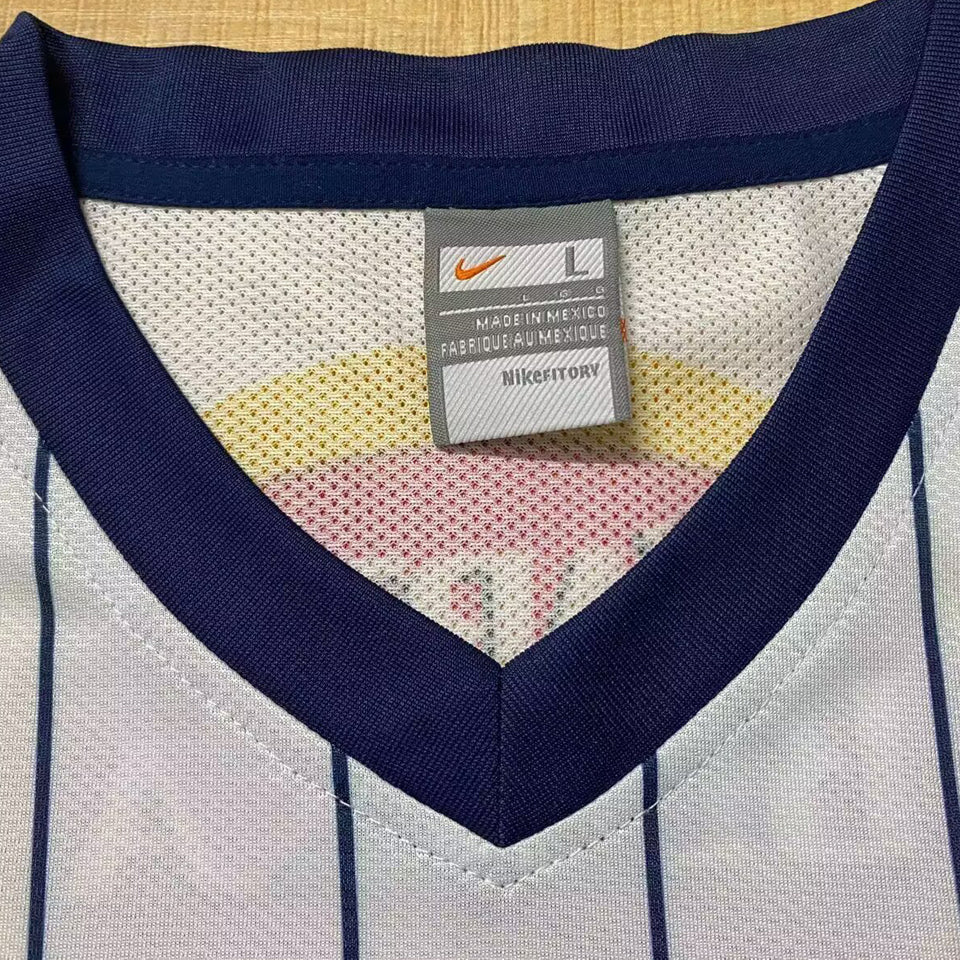 L
L G G
MADE IN MEXICO
FABRIQUE AU MEXIQUE
NikeFITDRY